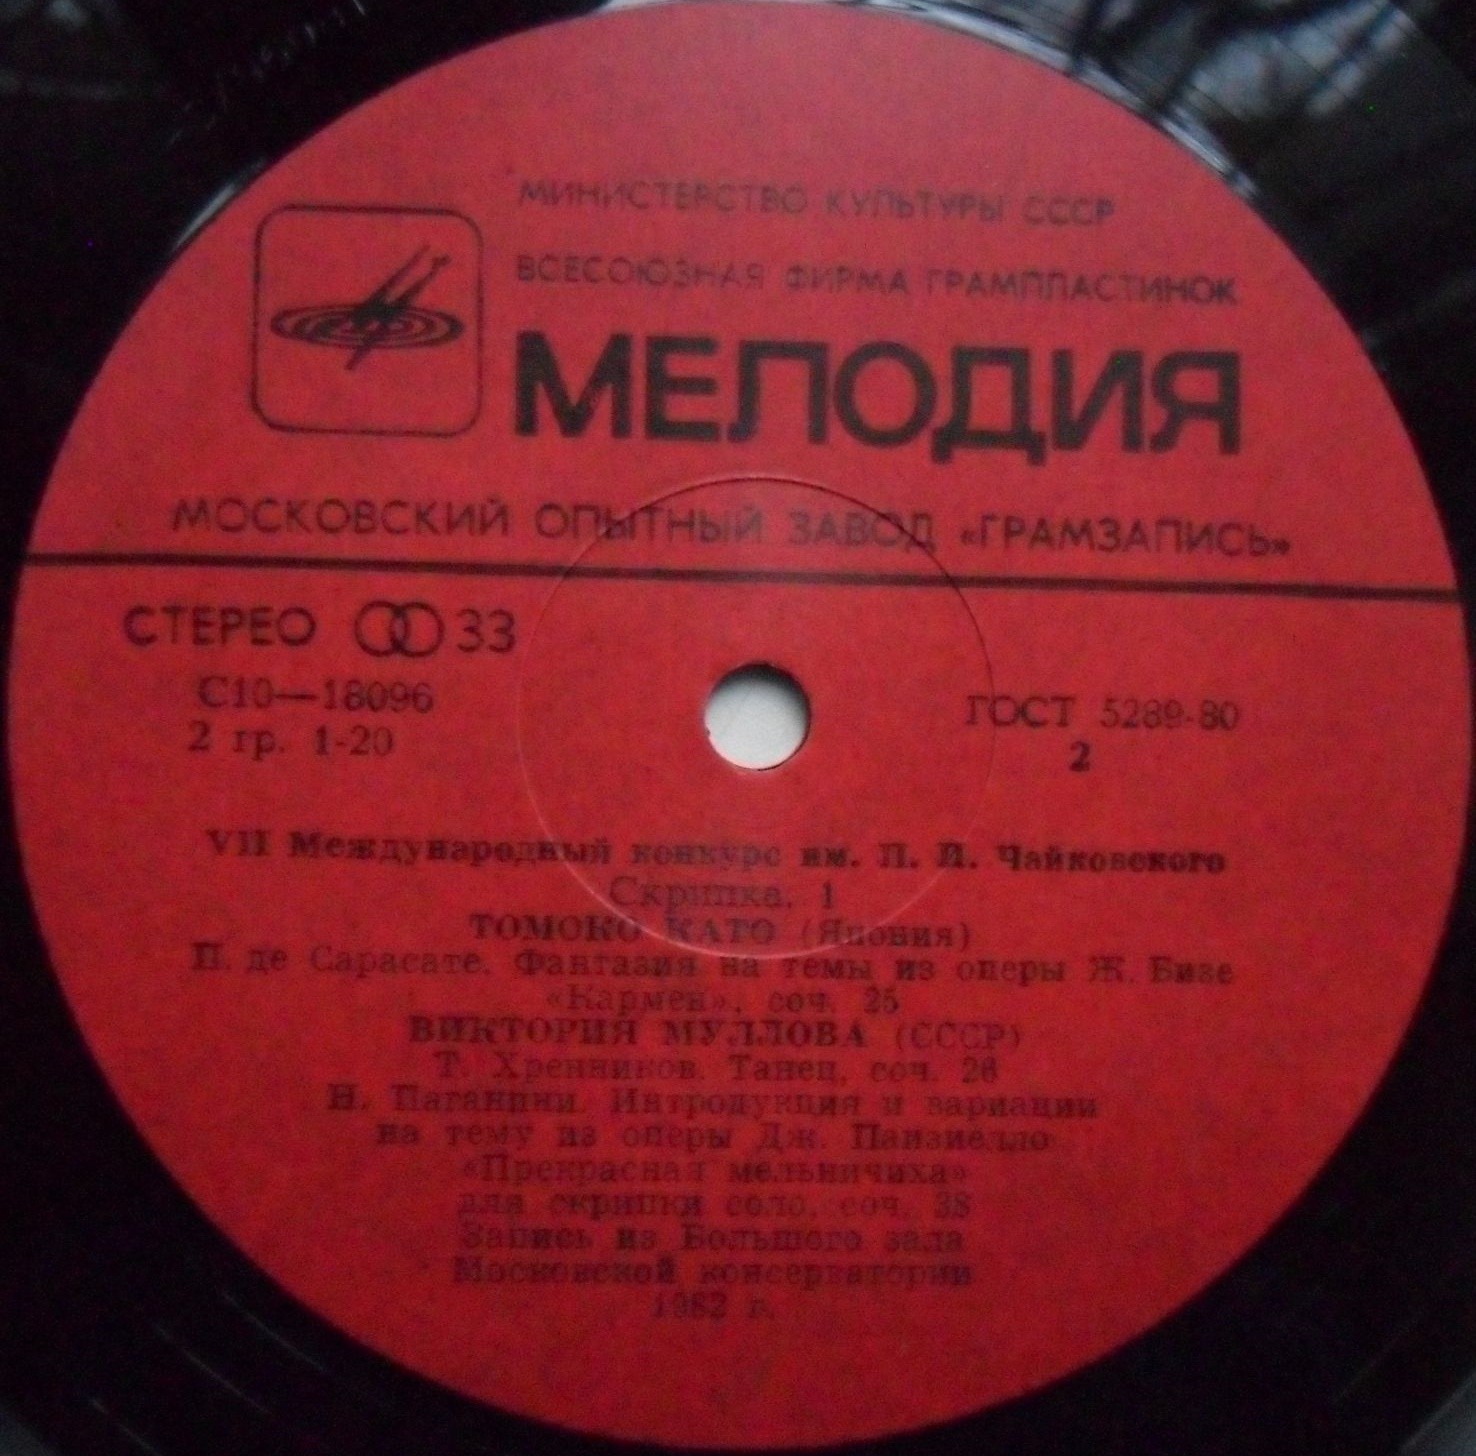 МИНИСТЕРСТВО КУЛЬТУРЫ СССР
ВСЕСОЮЗНАЯ ФИРМА ГРАМПЛАСТИНОК
МЕЛОДИЯ
МОСКОВСКИЙ ОПЫТНЫЙ ЗАВОД «ГРАМЗАПИСЬ»
СТЕРЕО 33
С10—18096
2 гр. 1-20
ГОСТ 5289-80
2
VII Международный конкурс им. П. И. Чайковского
Скрипка. 1
ТОМОКО КАТО (Япония)
П. де Сарасате. Фантазия на темы из оперы Ж. Бизе
«Кармен», соч. 25
ВИКТОРИЯ МУЛЛОВА (СССР)
Т. Хренников. Танец, соч. 26
Н. Паганини. Интродукция и вариации
на тему из оперы Дж. Паизиелло
«Прекрасная мельничиха»
для скрипки соло, соч. 38
Запись из Большого зала
Московской консерватории
1982 г.